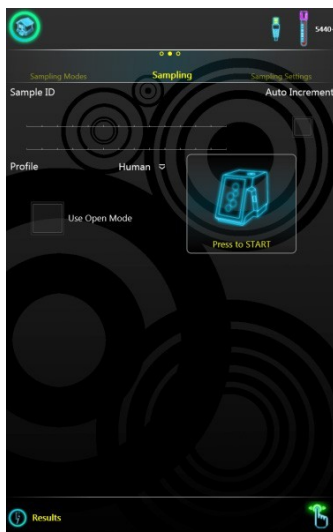 5440-
Sampling Modes
Sampling
Sampling Settings
Sample ID
Auto Increment
Profile
Human
Use Open Mode
Press to START
Results